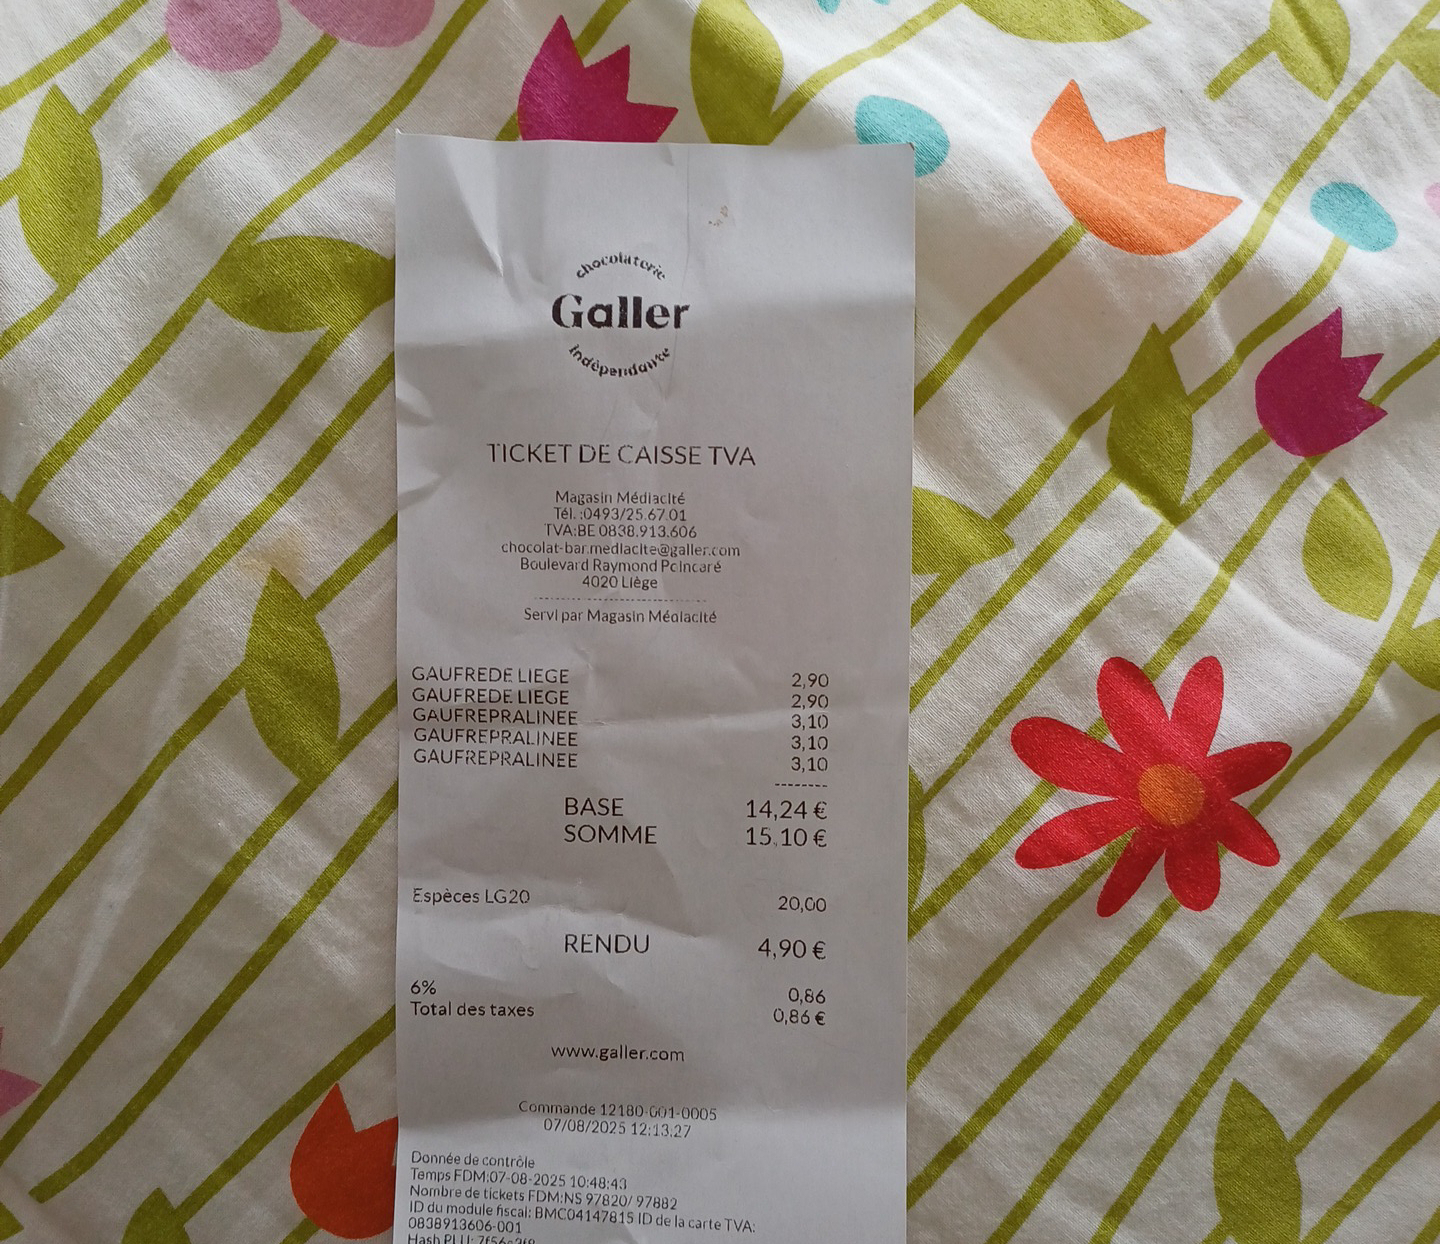 chocolaterie
Galler
indépendante
TICKET DE CAISSE TVA
Magasin Médiacité
Tél. :0493/25.67.01
TVA:BE 0838.913.606
chocolat-bar.mediacite@galler.com
Boulevard Raymond Poincaré
4020 Liège
Servi par Magasin Médiacité
GAUFREDE LIEGE 2,90
GAUFREDE LIEGE 2,90
GAUFREPRALINEE 3,10
GAUFREPRALINEE 3,10
GAUFREPRALINEE 3,10
--------
BASE 14,24 €
SOMME 15,10 €
Espèces LG20 20,00
RENDU 4,90 €
6% 0,86
Total des taxes 0,86 €
www.galler.com
Commande 12180-001-0005
07/08/2025 12:13:27
Donnée de contrôle
Temps FDM:07-08-2025 10:48:43
Nombre de tickets FDM:NS 97820/ 97882
ID du module fiscal: BMC04147815 ID de la carte TVA:
0838913606-001
Hash PLU: